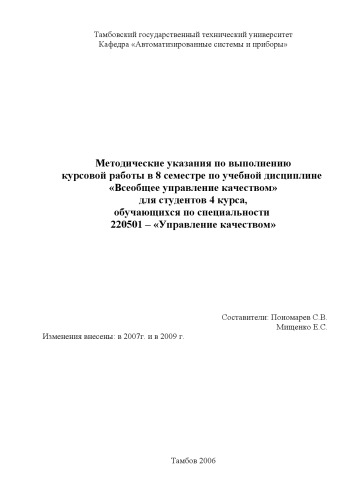 Тамбовский государственный технический университет
Кафедра «Автоматизированные системы и приборы»
Методические указания по выполнению
курсовой работы в 8 семестре по учебной дисциплине
«Всеобщее управление качеством»
для студентов 4 курса,
обучающихся по специальности
220501 – «Управление качеством»
Составители: Пономарев С.В.
Мищенко Е.С.
Изменения внесены: в 2007г. и в 2009 г.
Тамбов 2006